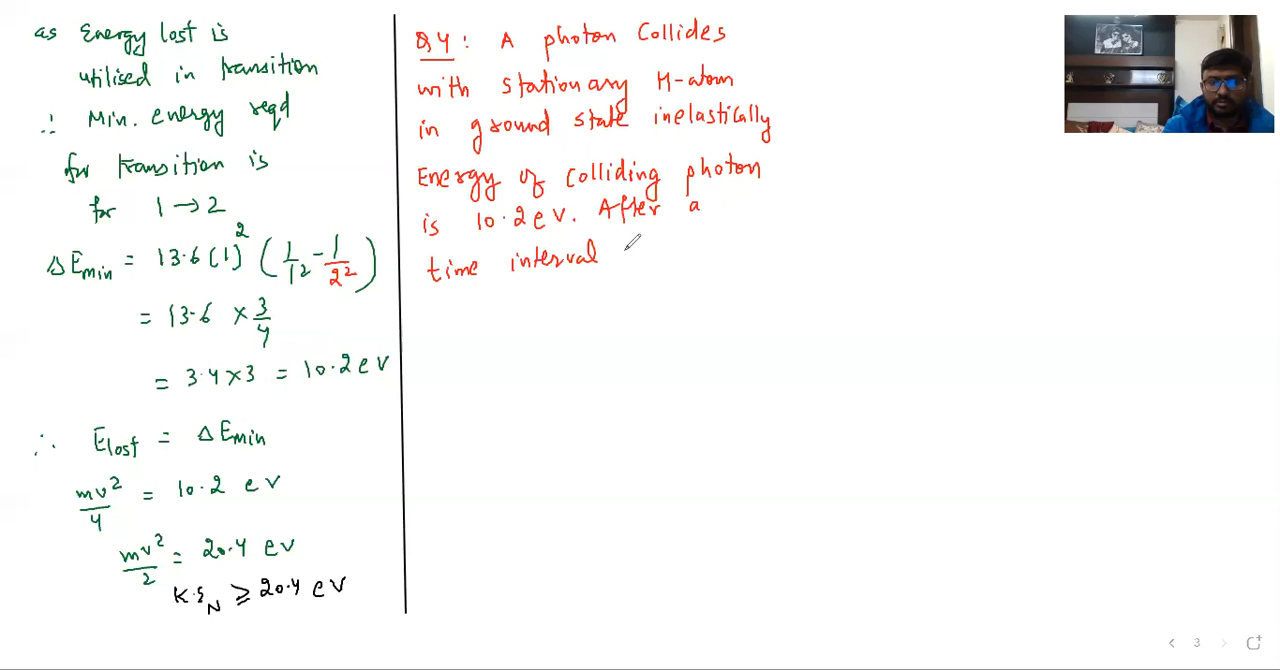 as Energy lost is
utilised in transition
∴ Min. energy reqd
for transition is
for 1 → 2
ΔEmin = 13.6 (1)² (1/1² - 1/2²)
= 13.6 × 3/4
= 3.4 × 3 = 10.2 eV
∴ Elost = ΔEmin
mv²/4 = 10.2 eV
mv²/2 = 20.4 eV
K.E_N ≥ 20.4 eV
Q4: A photon Collides
with stationary H-atom
in ground state inelastically
Energy of Colliding photon
is 10.2 eV. After a
time interval
3